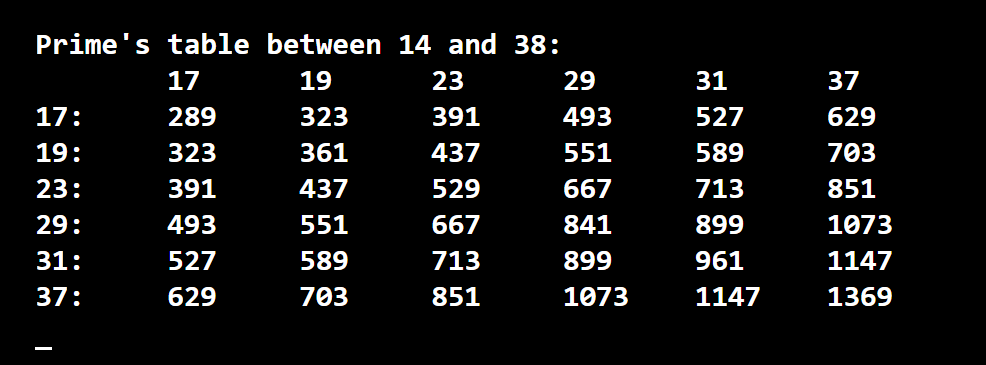 Prime's table between 14 and 38:
17 19 23 29 31 37
17: 289 323 391 493 527 629
19: 323 361 437 551 589 703
23: 391 437 529 667 713 851
29: 493 551 667 841 899 1073
31: 527 589 713 899 961 1147
37: 629 703 851 1073 1147 1369